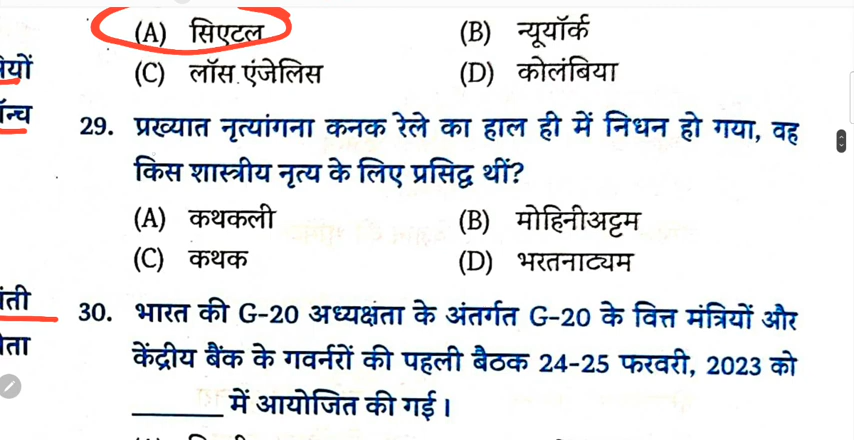 (A) सिएटल (B) न्यूयॉर्क
(C) लॉस एंजेलिस (D) कोलंबिया
29. प्रख्यात नृत्यांगना कनक रेले का हाल ही में निधन हो गया, वह
किस शास्त्रीय नृत्य के लिए प्रसिद्ध थीं?
(A) कथकली (B) मोहिनीअट्टम
(C) कथक (D) भरतनाट्यम
30. भारत की G-20 अध्यक्षता के अंतर्गत G-20 के वित्त मंत्रियों और
केंद्रीय बैंक के गवर्नरों की पहली बैठक 24-25 फरवरी, 2023 को
______ में आयोजित की गई।